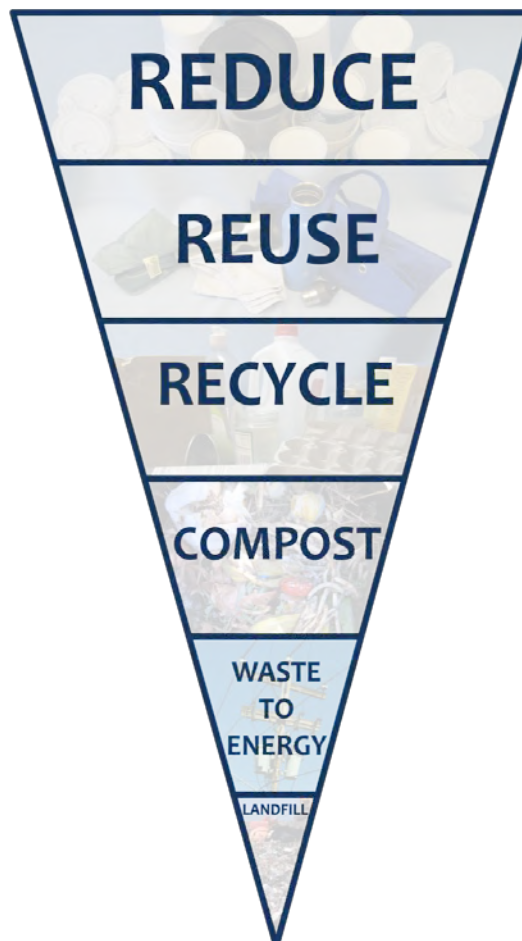 REDUCE
REUSE
RECYCLE
COMPOST
WASTE
TO
ENERGY
LANDFILL